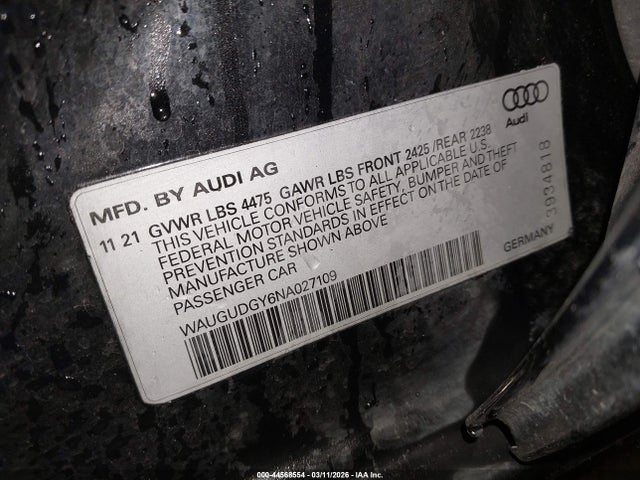 Audi
MFD. BY AUDI AG
11 21 GVWR LBS 4475 GAWR LBS FRONT 2425 /REAR 2238
THIS VEHICLE CONFORMS TO ALL APPLICABLE U.S.
FEDERAL MOTOR VEHICLE SAFETY, BUMPER AND THEFT
PREVENTION STANDARDS IN EFFECT ON THE DATE OF
MANUFACTURE SHOWN ABOVE
PASSENGER CAR
GERMANY
3934818
WAUGUDGY6NA027109
000-44568554 - 03/11/2026 - IAA Inc.